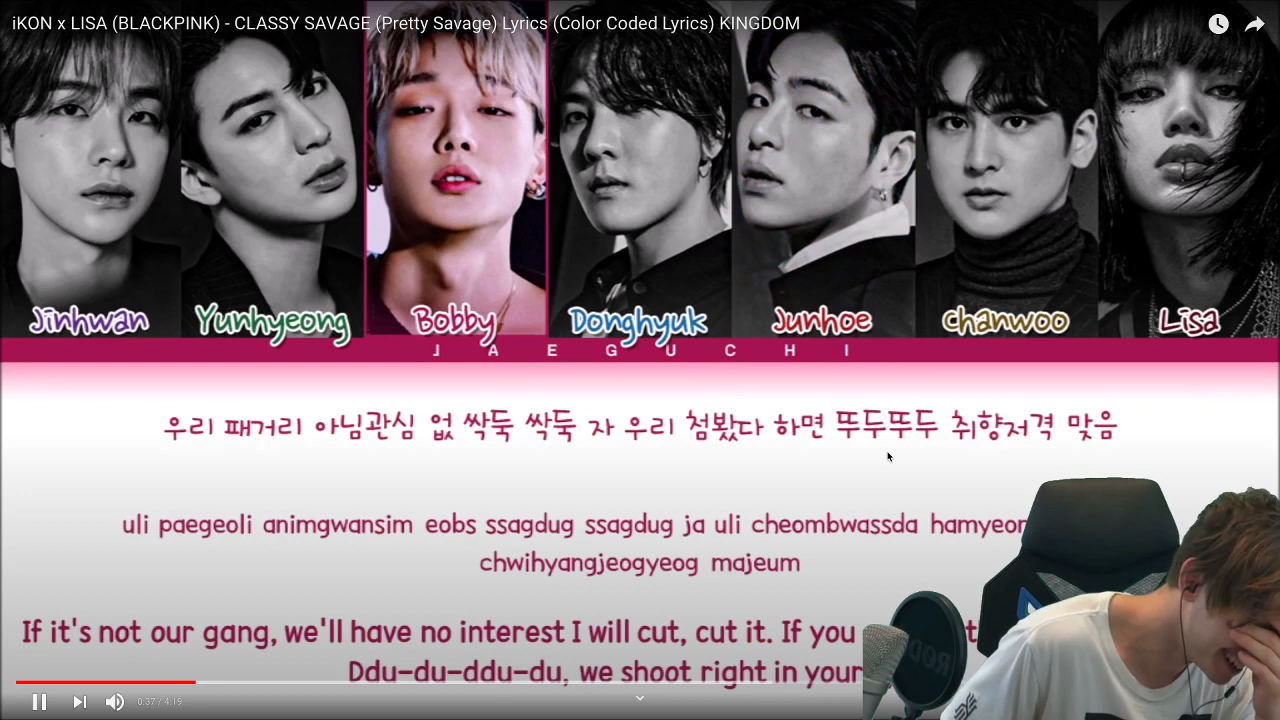 iKON x LISA (BLACKPINK) - CLASSY SAVAGE (Pretty Savage) Lyrics (Color Coded Lyrics) KINGDOM
Jinhwan Yunhyeong Bobby Donghyuk Junhoe Chanwoo Lisa
J A E G U C H I
우리 패거리 아님관심 없 싹둑 싹둑 자 우리 첨봤다 하면 뚜두뚜두 취향저격 맞음
uli paegeoli animgwansim eobs ssagdug ssagdug ja uli cheombwassda hamyeon
chwihyangjeogyeog majeum
If it's not our gang, we'll have no interest I will cut, cut it. If you
Ddu-du-ddu-du, we shoot right in your
RØDE
0:37 / 4:19